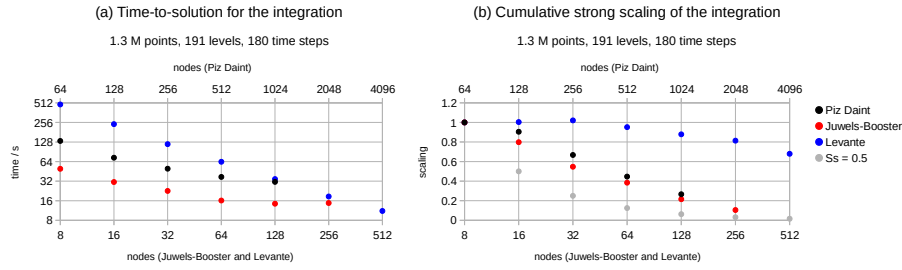 (a) Time-to-solution for the integration
1.3 M points, 191 levels, 180 time steps
nodes (Piz Daint)
64 128 256 512 1024 2048 4096
512
256
128
64
32
16
8
time / s
8 16 32 64 128 256 512
nodes (Juwels-Booster and Levante)
(b) Cumulative strong scaling of the integration
1.3 M points, 191 levels, 180 time steps
nodes (Piz Daint)
64 128 256 512 1024 2048 4096
1.2
1
0.8
0.6
0.4
0.2
0
scaling
8 16 32 64 128 256 512
nodes (Juwels-Booster and Levante)
Piz Daint
Juwels-Booster
Levante
Ss = 0.5